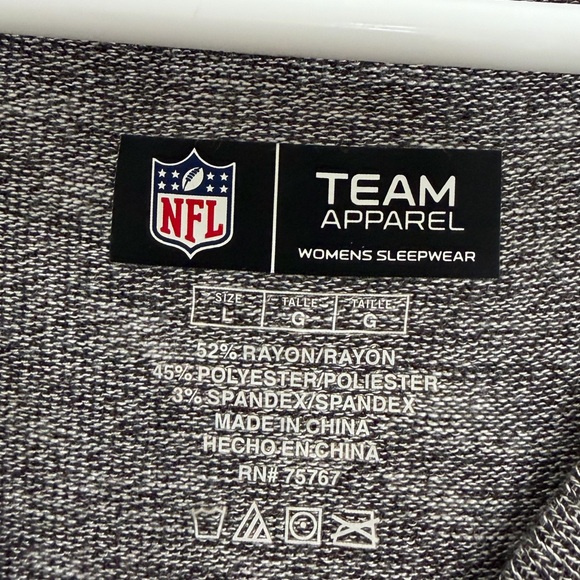 NFL
TEAM
APPAREL
WOMENS SLEEPWEAR
SIZE TALLE TAILLE
L G G
52% RAYON/RAYON
45% POLYESTER/POLIESTER
3% SPANDEX/SPANDEX
MADE IN CHINA
HECHO EN CHINA
RN# 75767